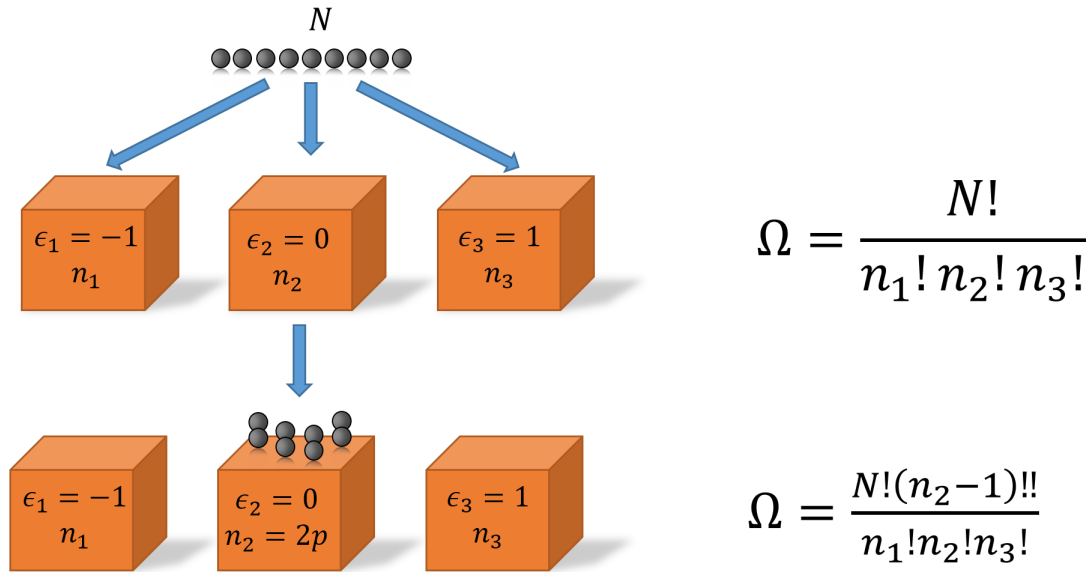 N
ϵ₁ = −1
n₁
ϵ₂ = 0
n₂
ϵ₃ = 1
n₃
Ω = N! / n₁! n₂! n₃!
ϵ₁ = −1
n₁
ϵ₂ = 0
n₂ = 2p
ϵ₃ = 1
n₃
Ω = N!(n₂−1)!! / n₁!n₂!n₃!